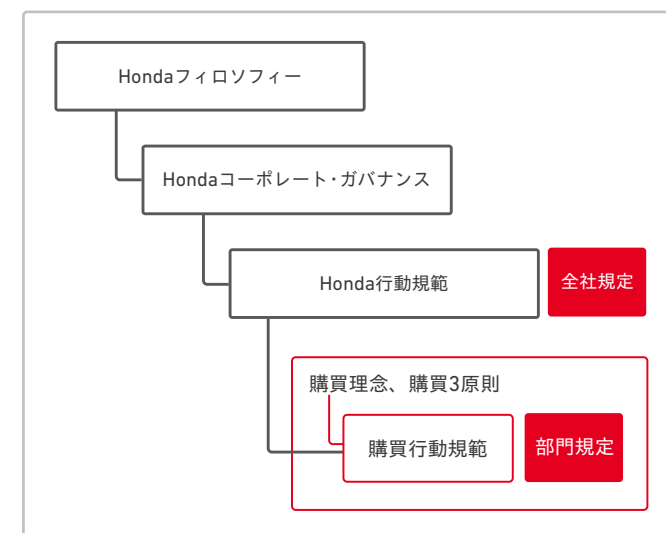 Hondaフィロソフィー
Hondaコーポレート・ガバナンス
Honda行動規範
全社規定
購買理念、購買3原則
購買行動規範
部門規定